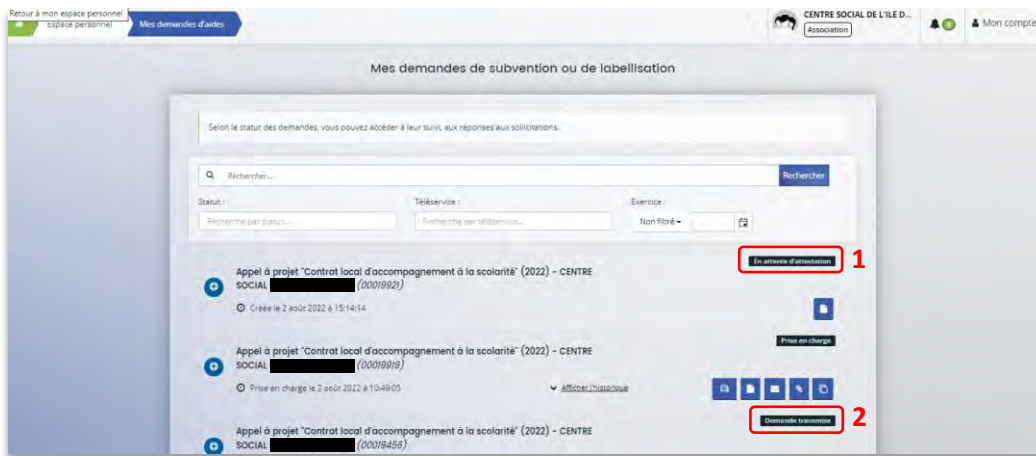 Retour à mon espace personnel
Espace personnel
Mes demandes d'aides
CENTRE SOCIAL DE L'ILE D...
Association
Mon compte
Mes demandes de subvention ou de labellisation
Selon le statut des demandes, vous pouvez accéder à leur suivi, aux réponses aux sollicitations.
Rechercher...
Rechercher
Statut :
Téléservice :
Exercice :
Recherche par status...
Recherche par téléservice...
Non filtré
En attente d'attestation
1
Appel à projet "Contrat local d'accompagnement à la scolarité" (2022) - CENTRE
SOCIAL (00019921)
Créée le 2 août 2022 à 15:14:14
Prise en charge
Appel à projet "Contrat local d'accompagnement à la scolarité" (2022) - CENTRE
SOCIAL (00019919)
Prise en charge le 2 août 2022 à 10:49:05
Afficher l'historique
Demande transmise
2
Appel à projet "Contrat local d'accompagnement à la scolarité" (2022) - CENTRE
SOCIAL (00019456)